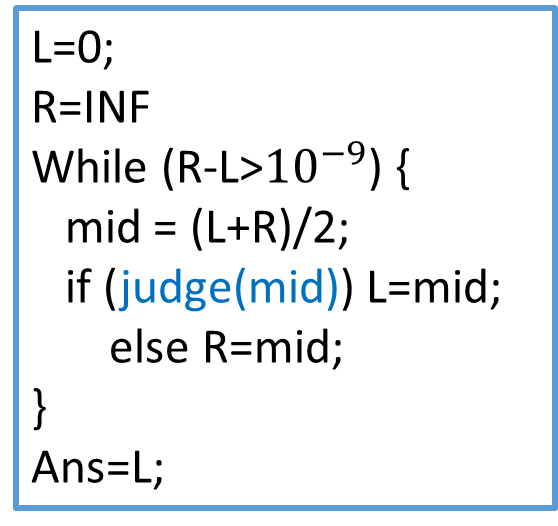 L=0;
R=INF
While (R-L>10⁻⁹) {
mid = (L+R)/2;
if (judge(mid)) L=mid;
else R=mid;
}
Ans=L;